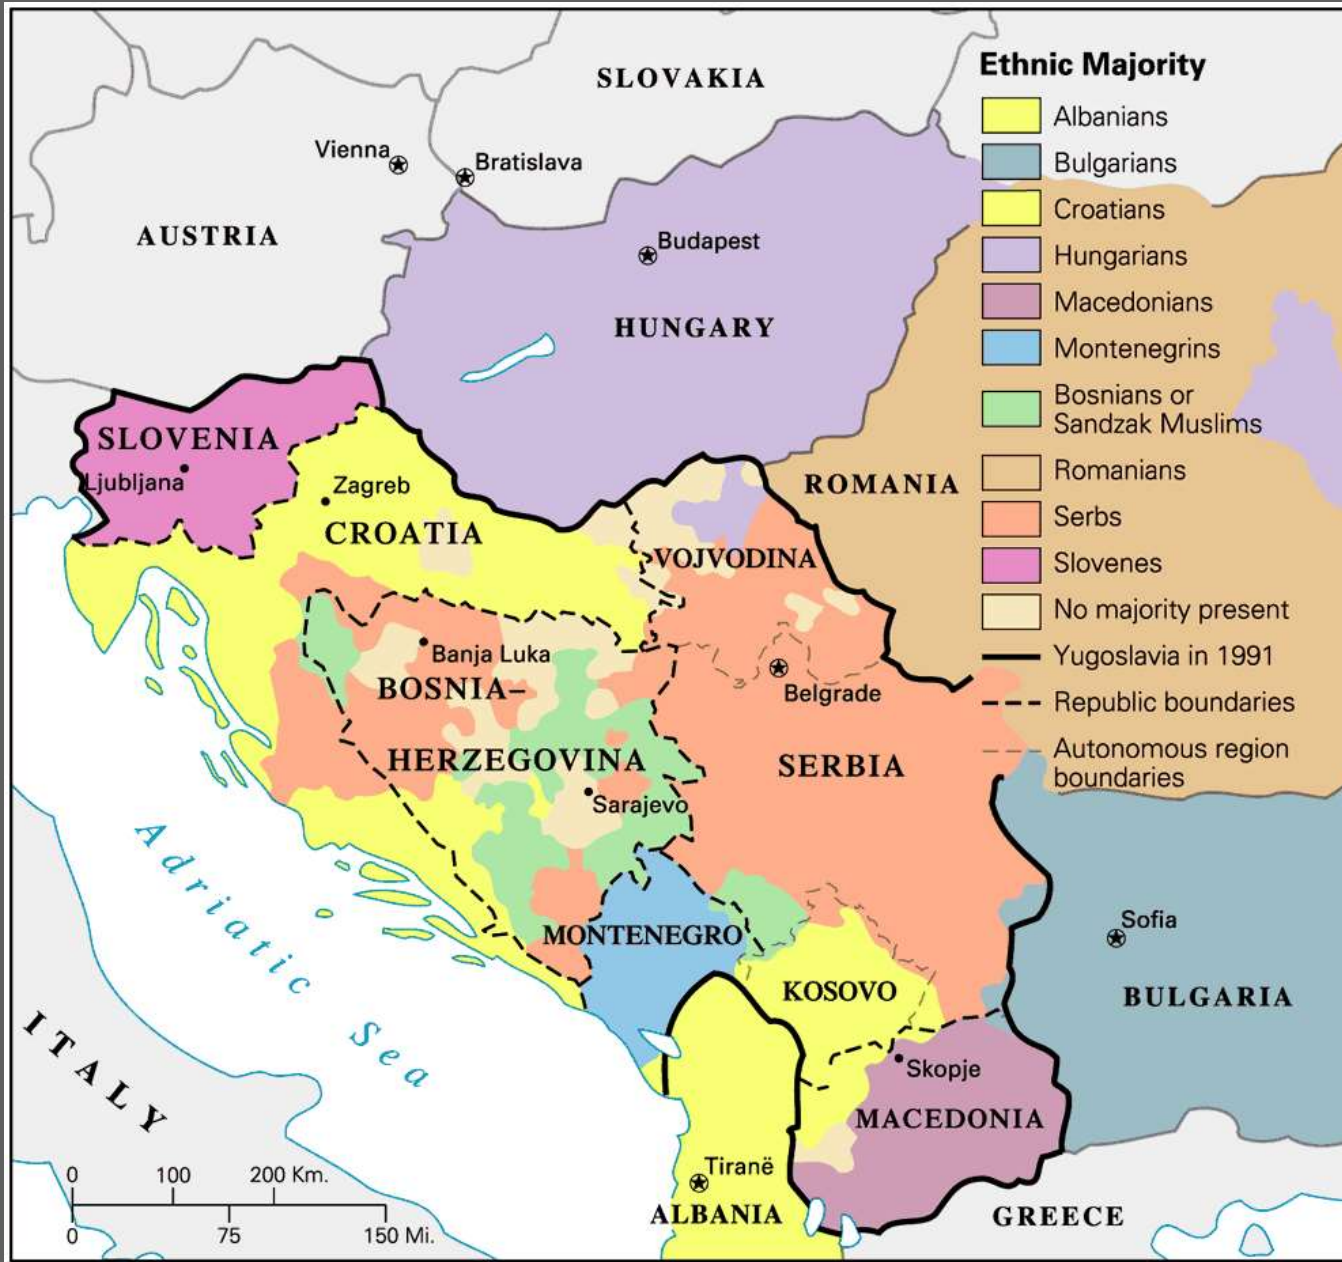 SLOVAKIA
Vienna
Bratislava
AUSTRIA
Budapest
HUNGARY
SLOVENIA
Ljubljana
Zagreb
CROATIA
ROMANIA
VOJVODINA
Banja Luka
BOSNIA–
HERZEGOVINA
Belgrade
SERBIA
Sarajevo
Adriatic Sea
MONTENEGRO
KOSOVO
Sofia
BULGARIA
ITALY
Skopje
MACEDONIA
Tiranë
ALBANIA
GREECE
Ethnic Majority
Albanians
Bulgarians
Croatians
Hungarians
Macedonians
Montenegrins
Bosnians or
Sandzak Muslims
Romanians
Serbs
Slovenes
No majority present
Yugoslavia in 1991
Republic boundaries
Autonomous region
boundaries
0 100 200 Km.
0 75 150 Mi.